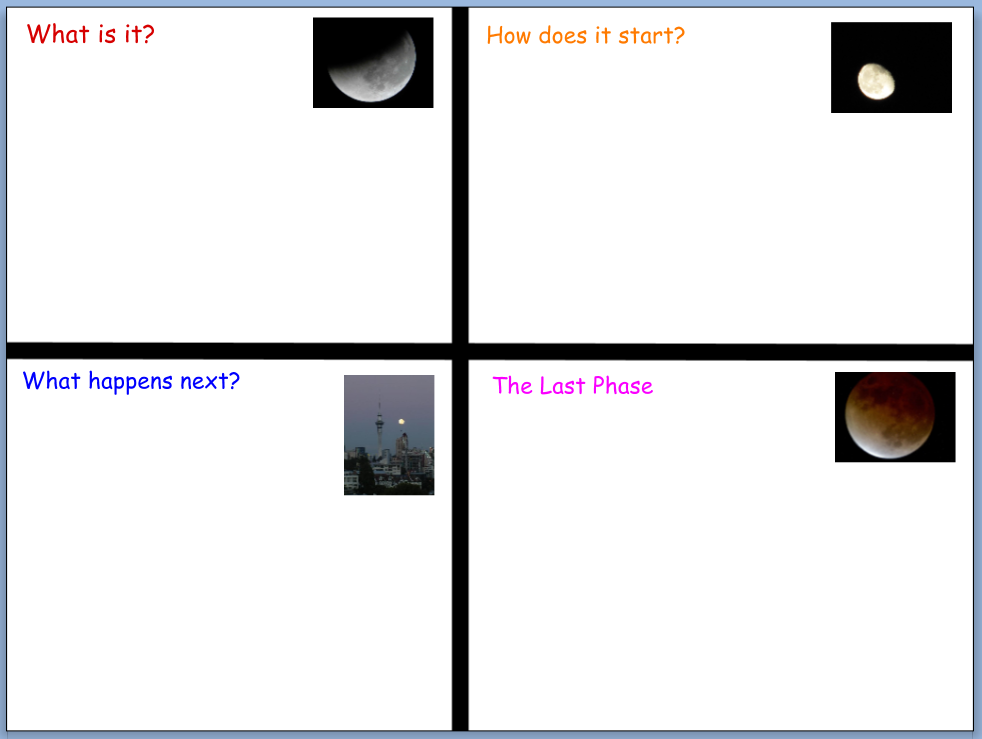 What is it?
How does it start?
What happens next?
The Last Phase